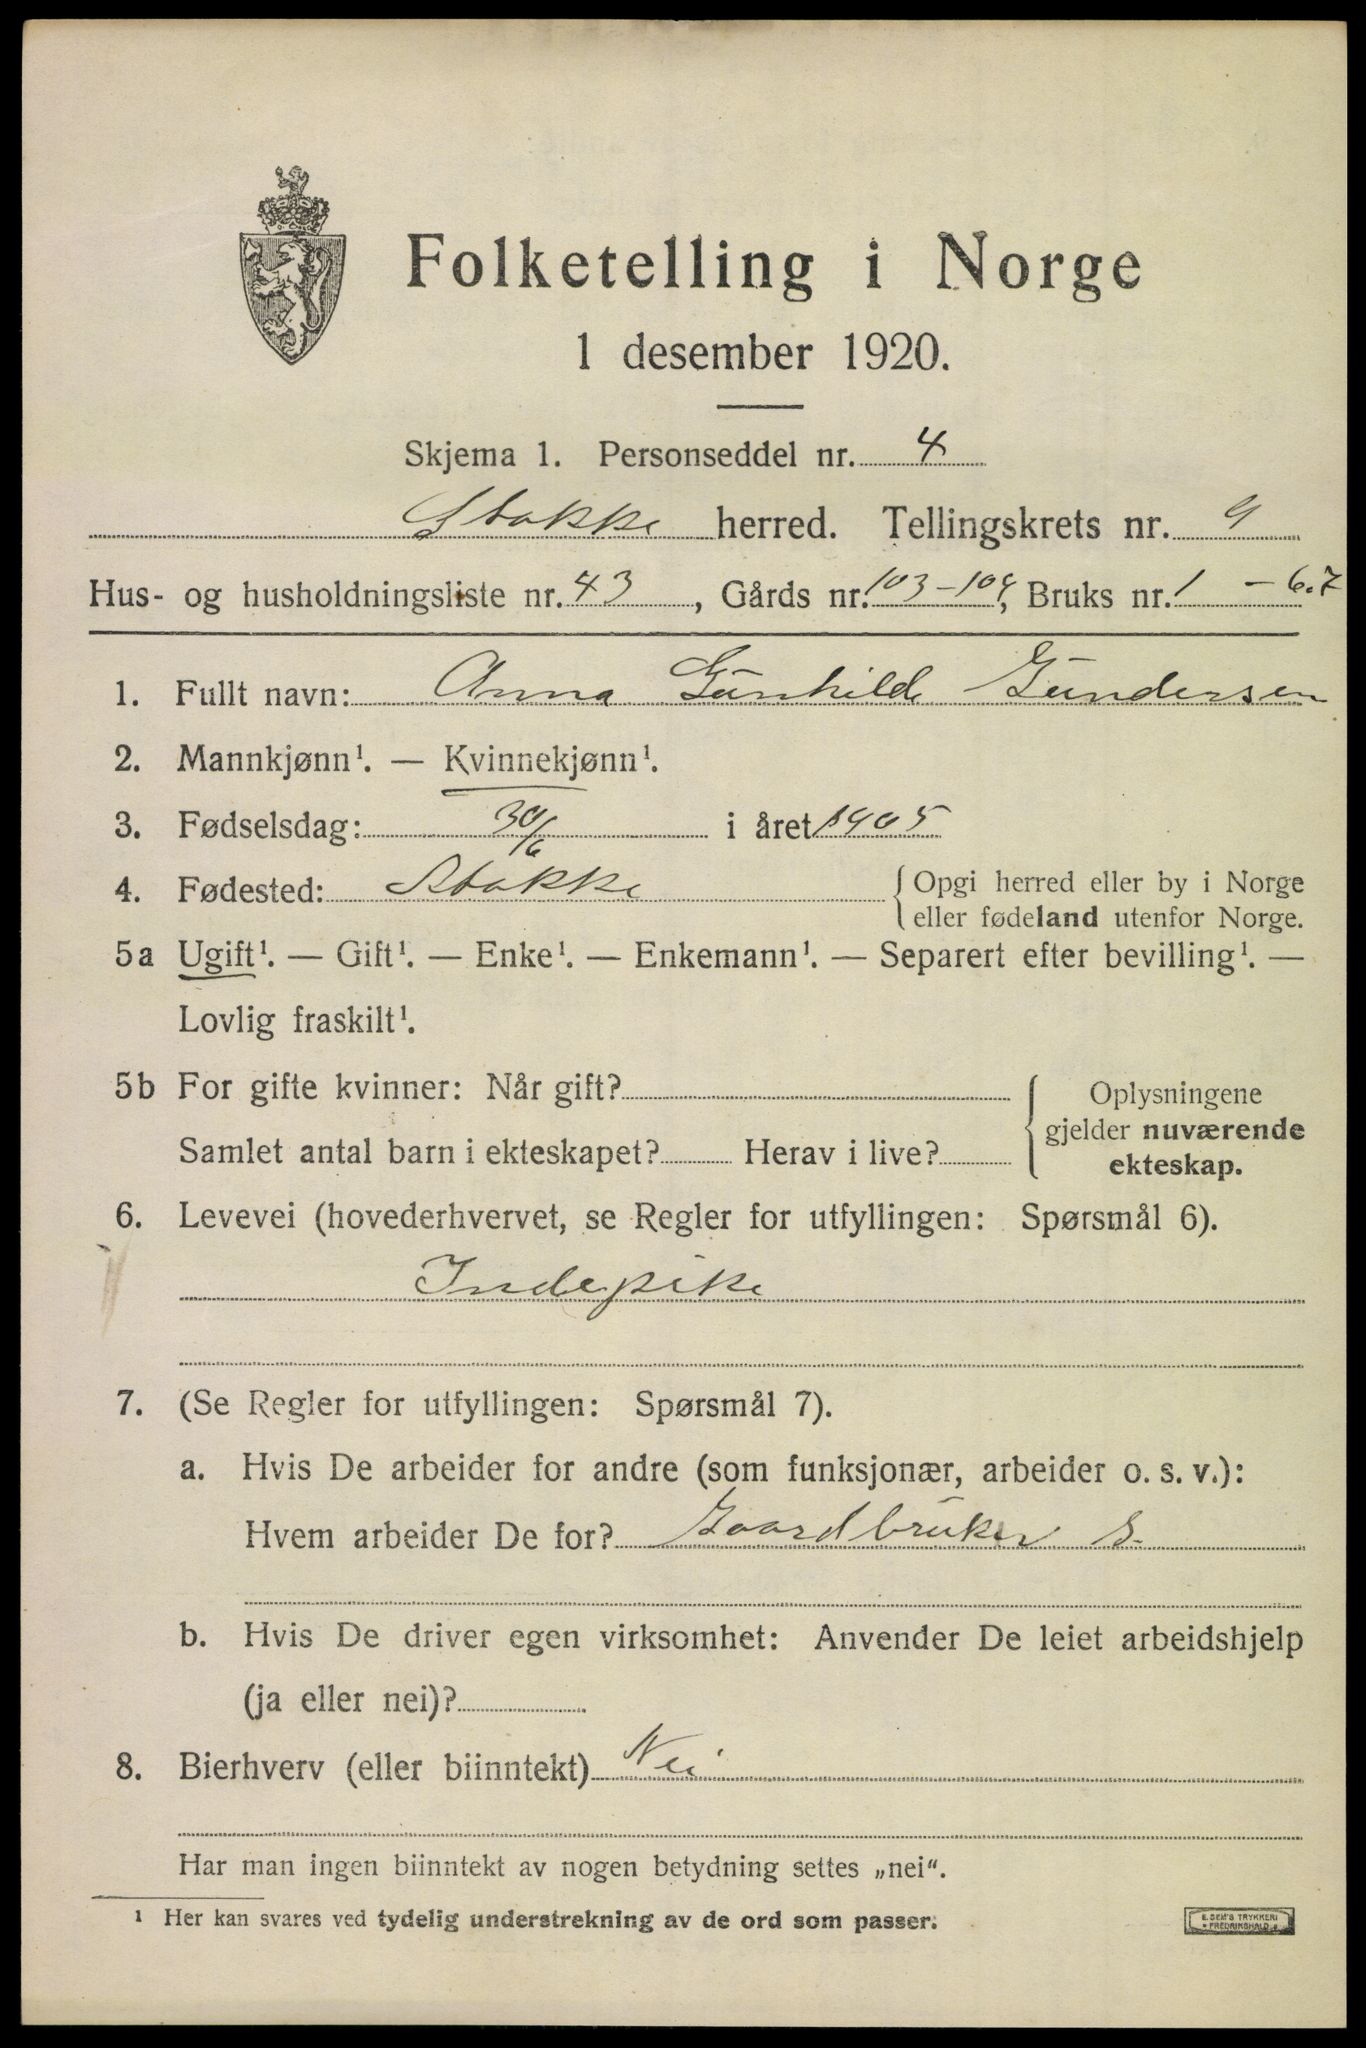 Folketelling i Norge
1 desember 1920.
Skjema 1. Personseddel nr. 4
Stokke herred. Tellingskrets nr. 9
Hus- og husholdningsliste nr. 43, Gårds nr. 103-104, Bruks nr. 1 - 6.7
1. Fullt navn: Anna Gunhilde Gundersen
2. Mannkjønn¹. — Kvinnekjønn¹.
3. Fødselsdag: 30/6 i året 1905
4. Fødested: Stokke { Opgi herred eller by i Norge
eller fødeland utenfor Norge.
5a Ugift¹. — Gift¹. — Enke¹. — Enkemann¹. — Separert efter bevilling¹. —
Lovlig fraskilt¹.
5b For gifte kvinner: Når gift? { Oplysningene
gjelder nuværende
Samlet antal barn i ekteskapet? Herav i live?
ekteskap.
6. Levevei (hovederhvervet, se Regler for utfyllingen: Spørsmål 6).
Indepike
7. (Se Regler for utfyllingen: Spørsmål 7).
a. Hvis De arbeider for andre (som funksjonær, arbeider o. s. v.):
Hvem arbeider De for? Gaardbruker S.
b. Hvis De driver egen virksomhet: Anvender De leiet arbeidshjelp
(ja eller nei)?
8. Bierhverv (eller biinntekt) Nei
Har man ingen biinntekt av nogen betydning settes „nei“.
¹ Her kan svares ved tydelig understrekning av de ord som passer.
E. SEM'S TRYKKERI
FREDRIKSHALD